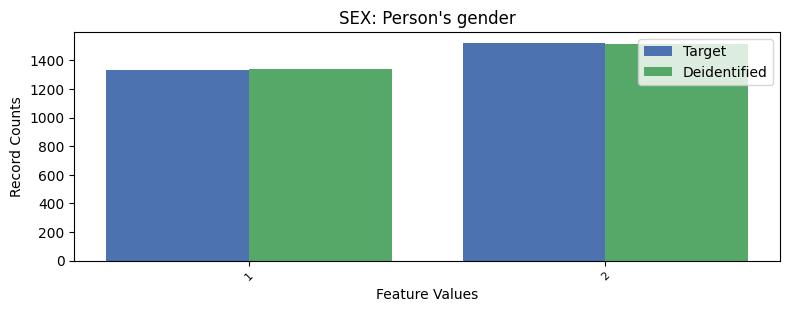 SEX: Person's gender
Target
Deidentified
Record Counts
1400
1200
1000
800
600
400
200
0
1
2
Feature Values